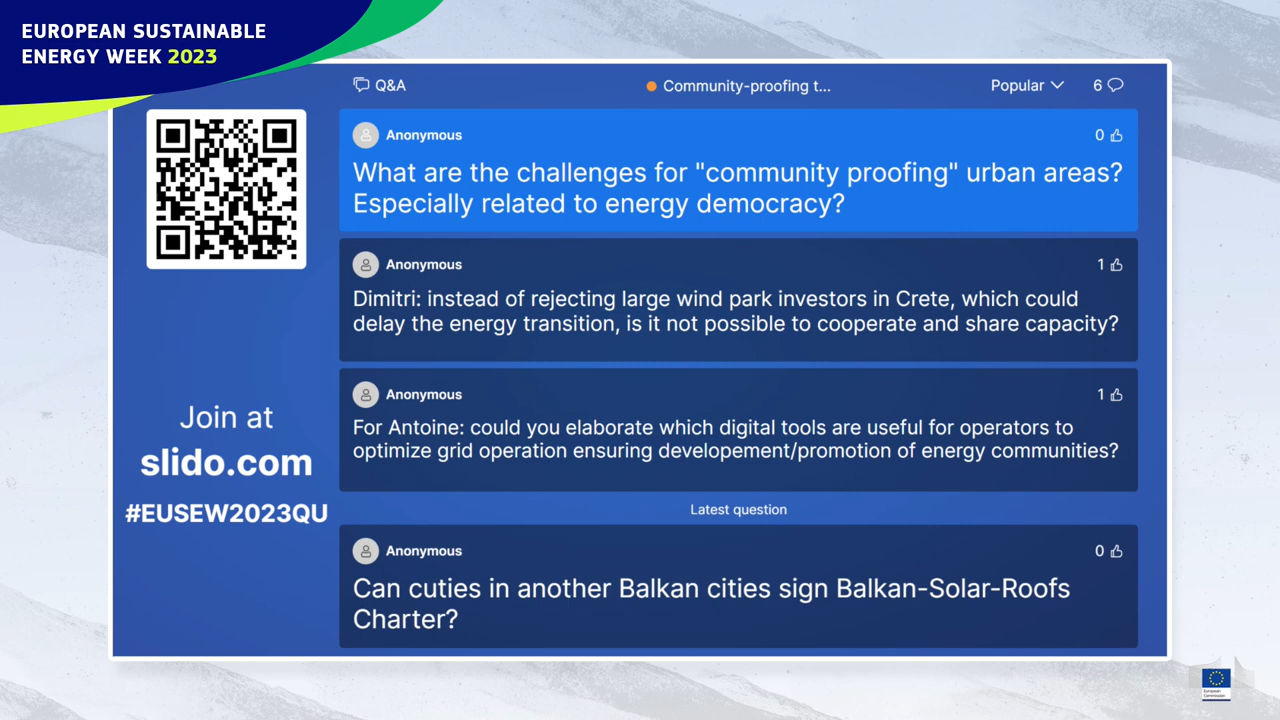 EUROPEAN SUSTAINABLE
ENERGY WEEK 2023
Q&A
Community-proofing t...
Popular
6
Anonymous
0
What are the challenges for "community proofing" urban areas?
Especially related to energy democracy?
Anonymous
1
Dimitri: instead of rejecting large wind park investors in Crete, which could
delay the energy transition, is it not possible to cooperate and share capacity?
Anonymous
1
For Antoine: could you elaborate which digital tools are useful for operators to
optimize grid operation ensuring developement/promotion of energy communities?
Latest question
Anonymous
0
Can cuties in another Balkan cities sign Balkan-Solar-Roofs
Charter?
Join at
slido.com
#EUSEW2023QU
European
Commission